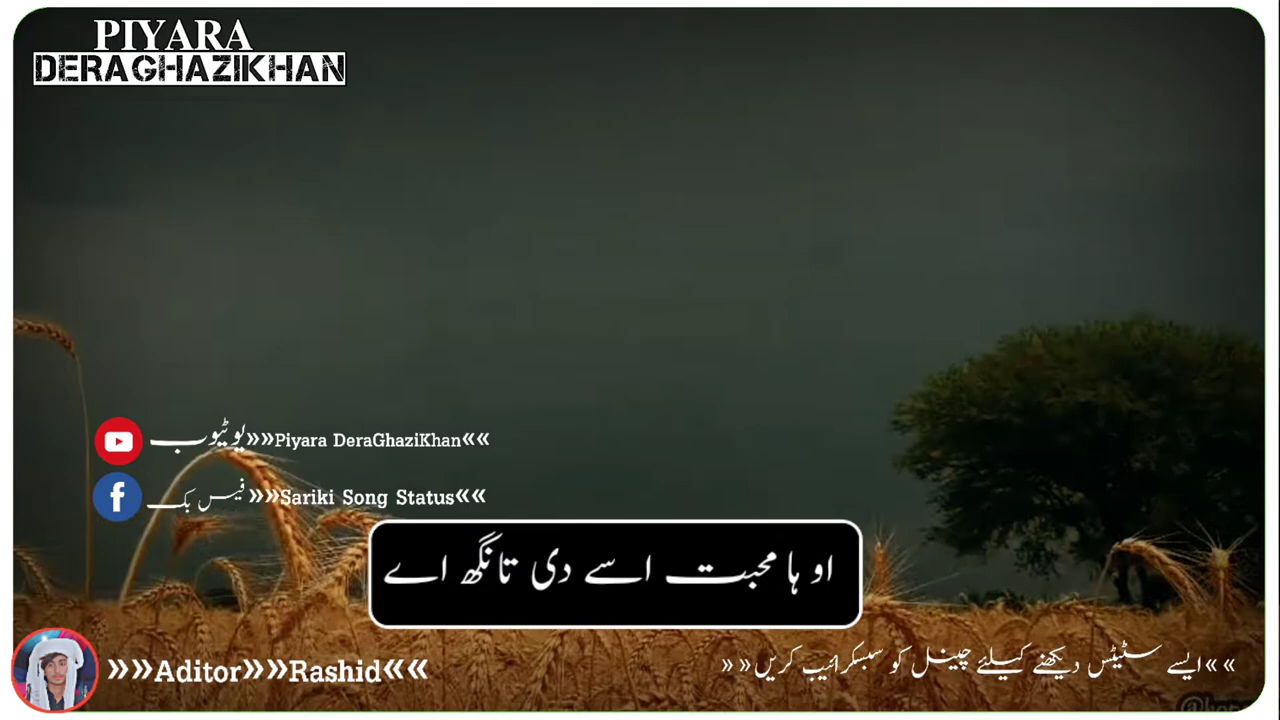 PIYARA
DERAGHAZIKHAN
یوٹیوب »»Piyara DeraGhaziKhan««
فیس بک »»Sariki Song Status««
او ہا محبت اسے دی تانگھ اے
»»Aditor»»Rashid««
»»ایسے سٹیٹس دیکھنے کیلئے چینل کو سبسکرائیب کریں««